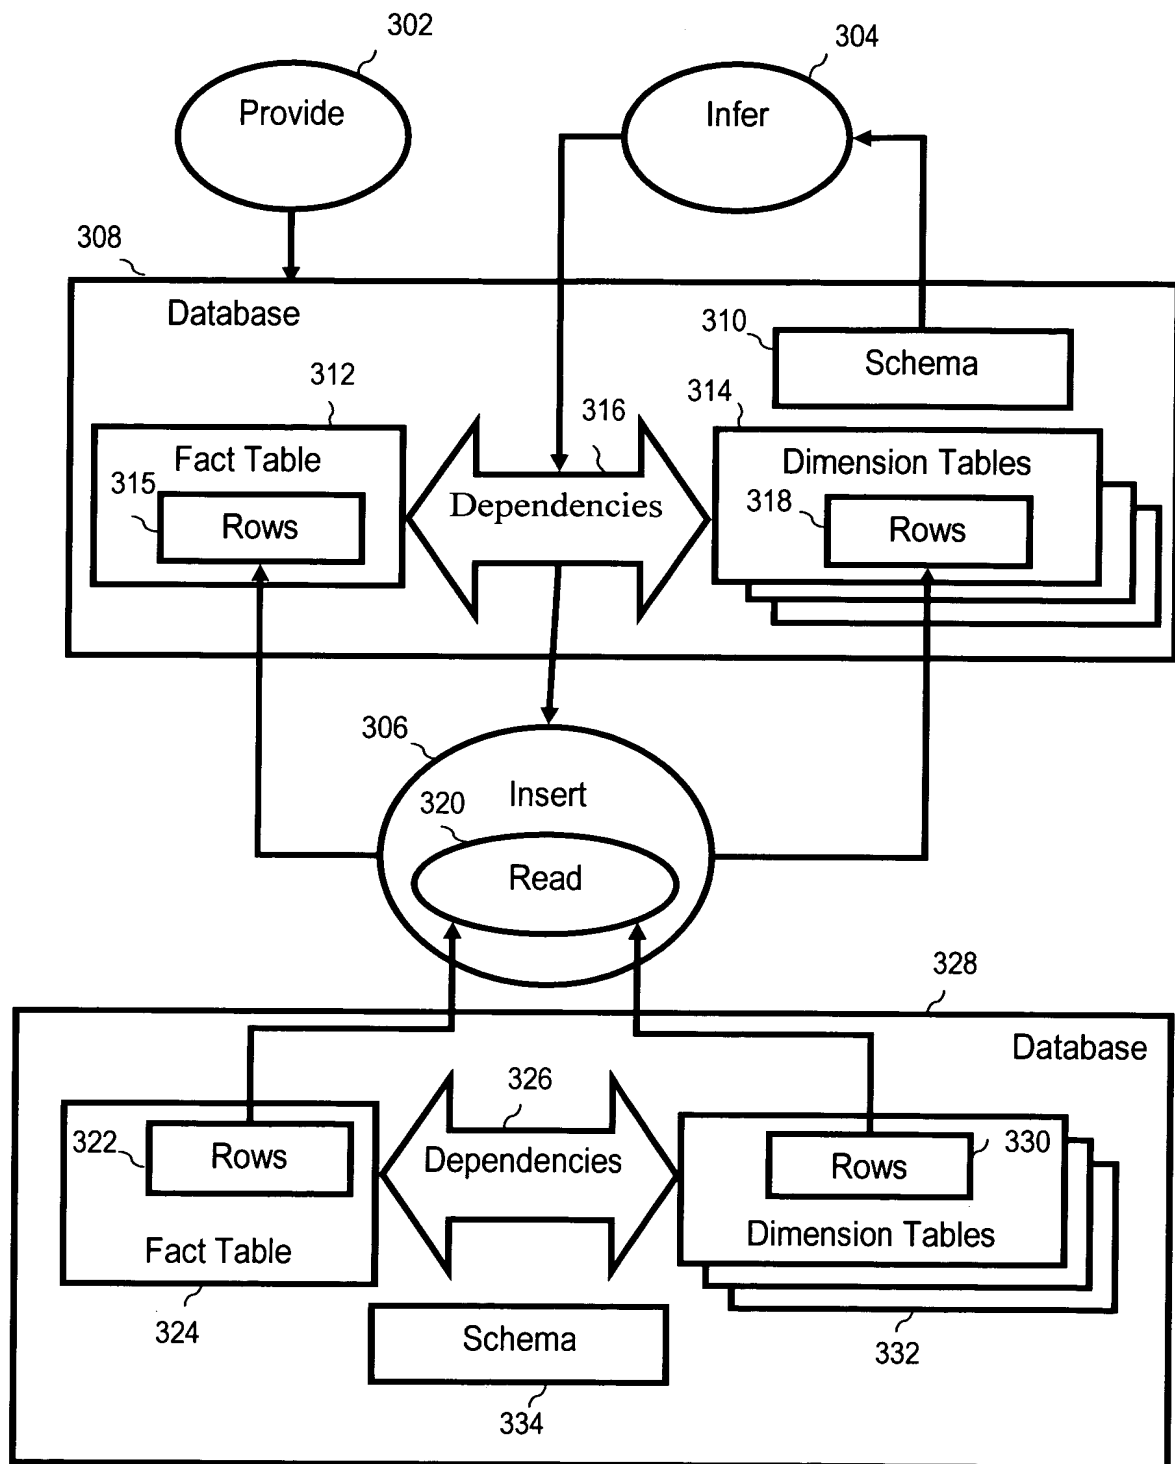 302
304
Provide
Infer
308
Database
310
Schema
312
314
316
Fact Table
Dimension Tables
315
Rows
Dependencies
318
Rows
306
Insert
320
Read
328
Database
326
322
Rows
Dependencies
Rows
330
Fact Table
Dimension Tables
324
Schema
332
334